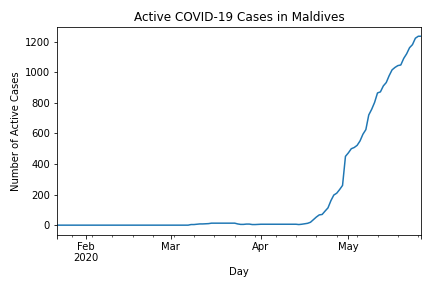 Active COVID-19 Cases in Maldives
Number of Active Cases
1200
1000
800
600
400
200
0
Feb
2020
Mar
Apr
May
Day